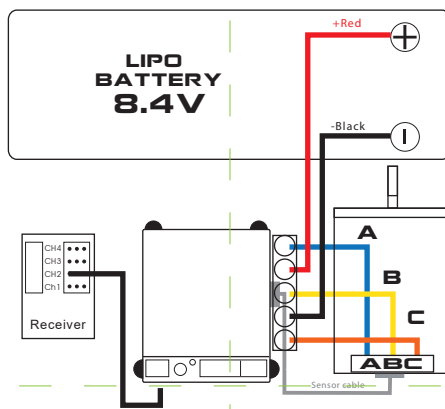 +Red
LIPO
BATTERY
8.4V
-Black
A
CH4
CH3
CH2
Ch1
B
C
Receiver
ABC
Sensor cable